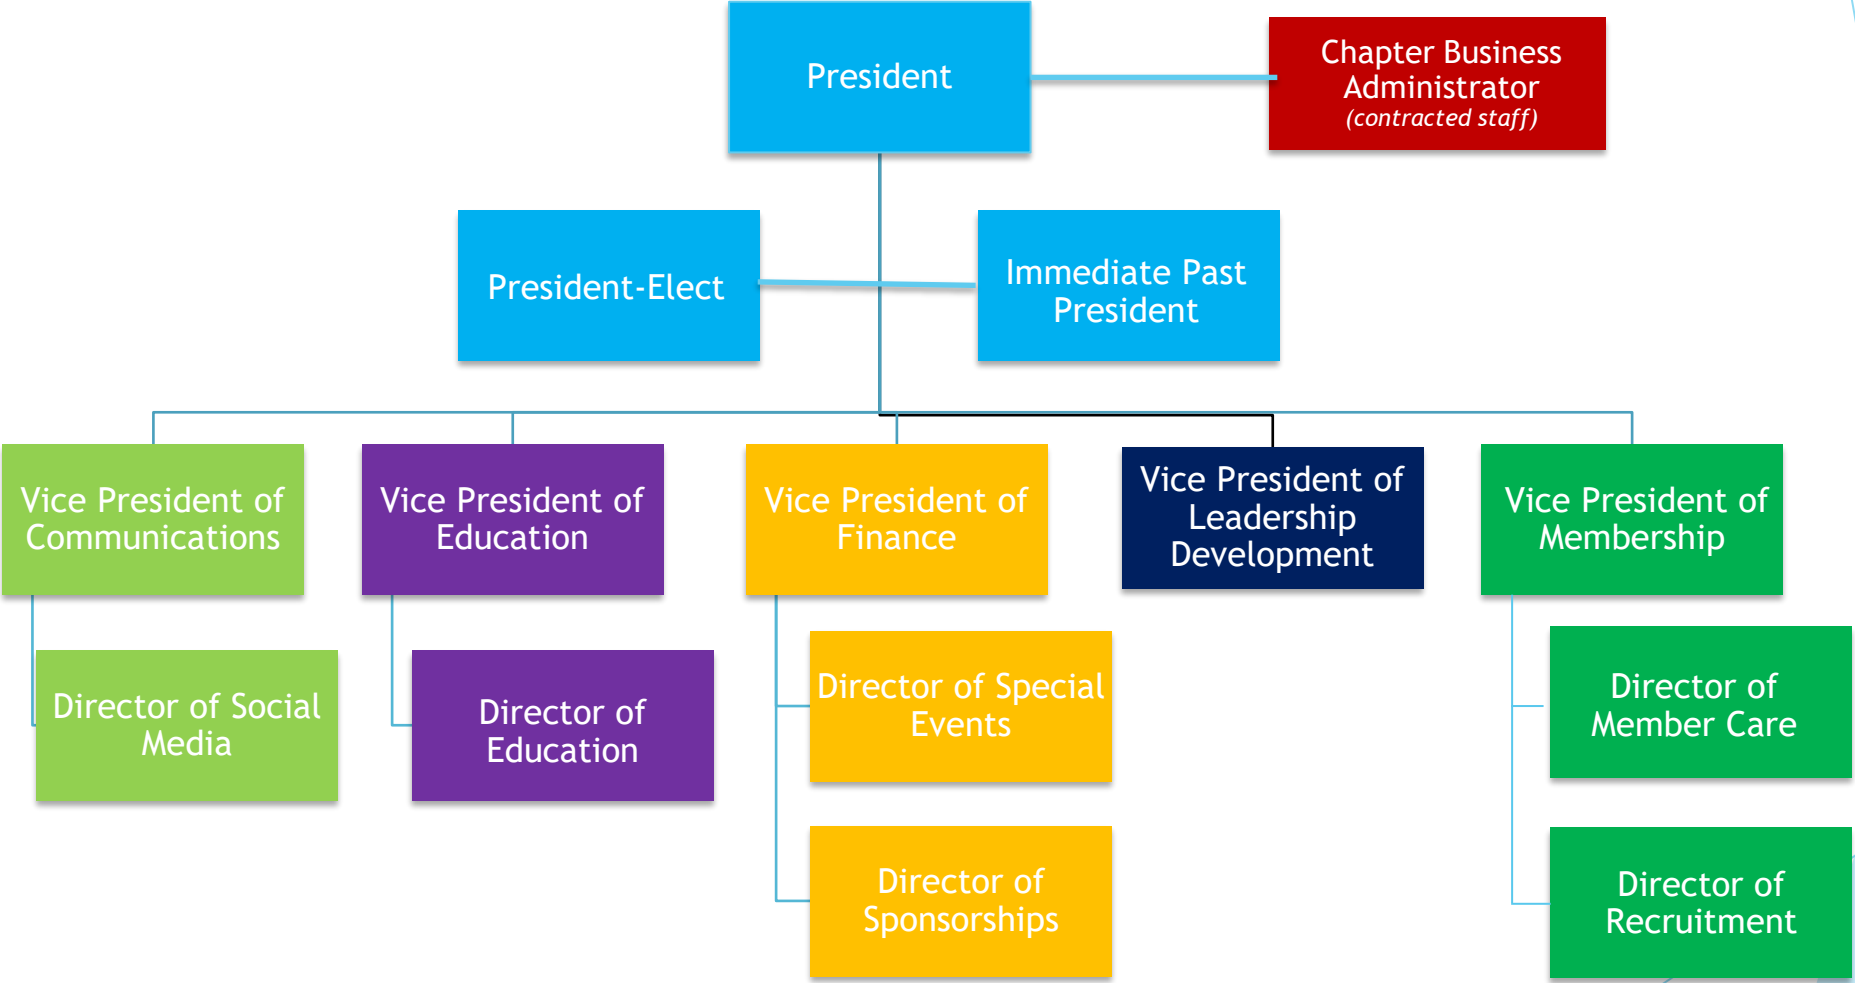 President
Chapter Business
Administrator
(contracted staff)
President-Elect
Immediate Past
President
Vice President of
Communications
Vice President of
Education
Vice President of
Finance
Vice President of
Leadership
Development
Vice President of
Membership
Director of Social
Media
Director of
Education
Director of Special
Events
Director of
Member Care
Director of
Sponsorships
Director of
Recruitment